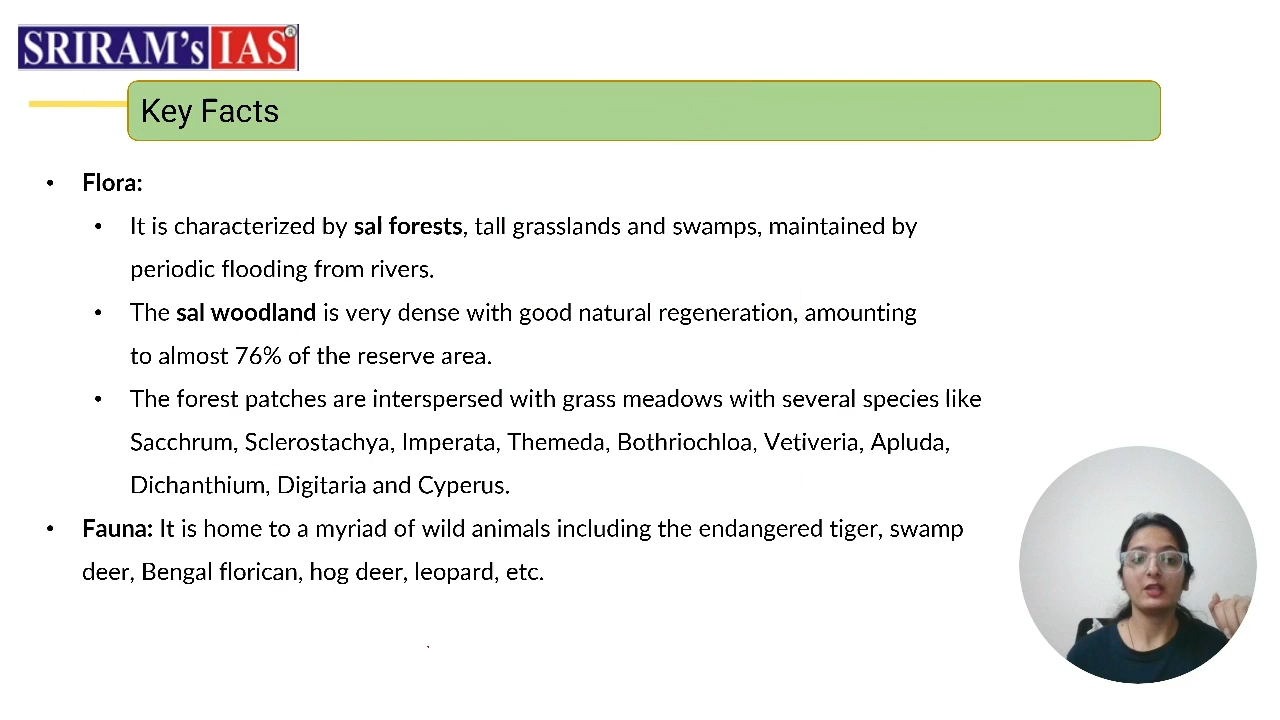 SRIRAM's IAS®
Key Facts
• Flora:
• It is characterized by sal forests, tall grasslands and swamps, maintained by
periodic flooding from rivers.
• The sal woodland is very dense with good natural regeneration, amounting
to almost 76% of the reserve area.
• The forest patches are interspersed with grass meadows with several species like
Sacchrum, Sclerostachya, Imperata, Themeda, Bothriochloa, Vetiveria, Apluda,
Dichanthium, Digitaria and Cyperus.
• Fauna: It is home to a myriad of wild animals including the endangered tiger, swamp
deer, Bengal florican, hog deer, leopard, etc.